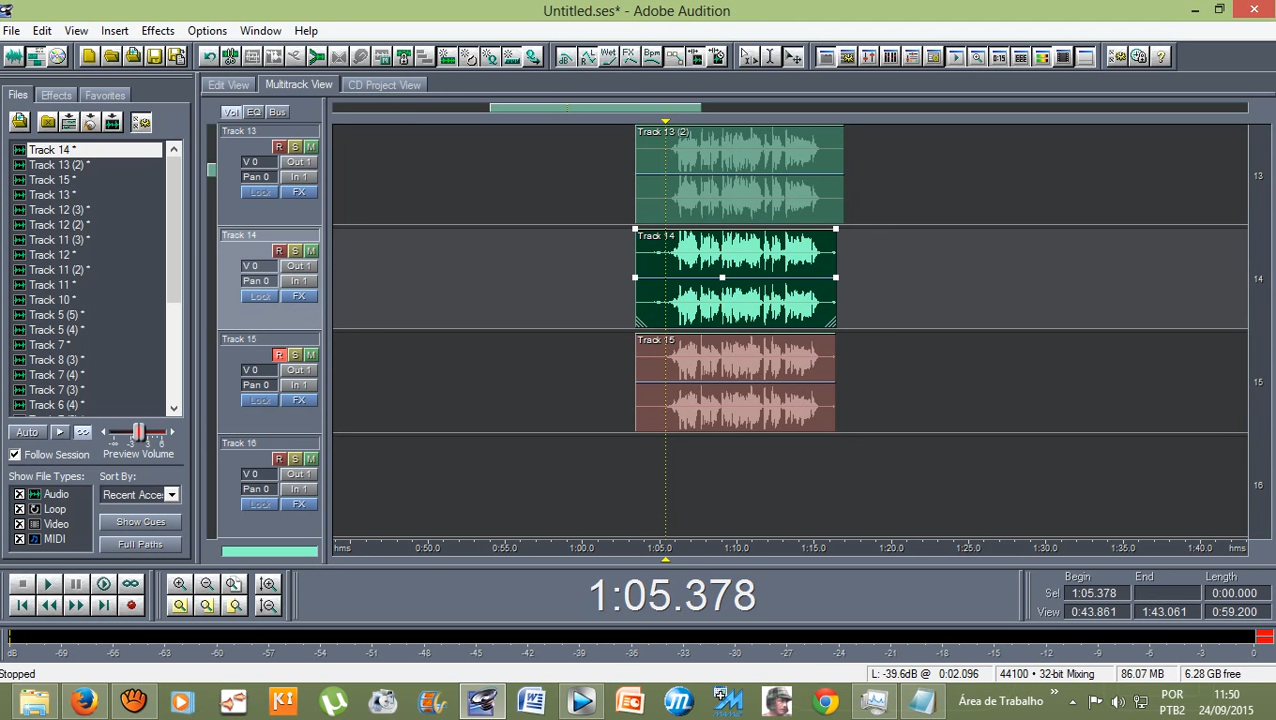 Untitled.ses* - Adobe Audition
File Edit View Insert Effects Options Window Help
Edit View Multitrack View CD Project View
Files Effects Favorites
Track 14 *
Track 13 (2) *
Track 15 *
Track 13 *
Track 12 (3) *
Track 12 (2) *
Track 11 (3) *
Track 12 *
Track 11 (2) *
Track 11 *
Track 10 *
Track 5 (5) *
Track 5 (4) *
Track 7 *
Track 8 (3) *
Track 7 (4) *
Track 7 (3) *
Track 6 (4) *
Auto
-∞ -3 3 6
Follow Session Preview Volume
Show File Types: Sort By:
Audio Recent Acce
Loop
Video Show Cues
MIDI Full Paths
Vol EQ Bus
Track 13
R S M
V 0 Out 1
Pan 0 In 1
Lock FX
Track 14
R S M
V 0 Out 1
Pan 0 In 1
Lock FX
Track 15
R S M
V 0 Out 1
Pan 0 In 1
Lock FX
Track 16
R S M
V 0 Out 1
Pan 0 In 1
Lock FX
Track 13 (2)
13
Track 14
14
Track 15
15
16
hms 0:50.0 0:55.0 1:00.0 1:05.0 1:10.0 1:15.0 1:20.0 1:25.0 1:30.0 1:35.0 1:40.0 hms
1:05.378
Begin End Length
Sel 1:05.378 0:00.000
View 0:43.861 1:43.061 0:59.200
dB -69 -66 -63 -60 -57 -54 -51 -48 -45 -42 -39 -36 -33 -30 -27 -24 -21 -18 -15 -12 -9 -6 -3 0
Stopped L: -39.6dB @ 0:02.096 44100 • 32-bit Mixing 86.07 MB 6.28 GB free
Área de Trabalho
POR
PTB2
11:50
24/09/2015